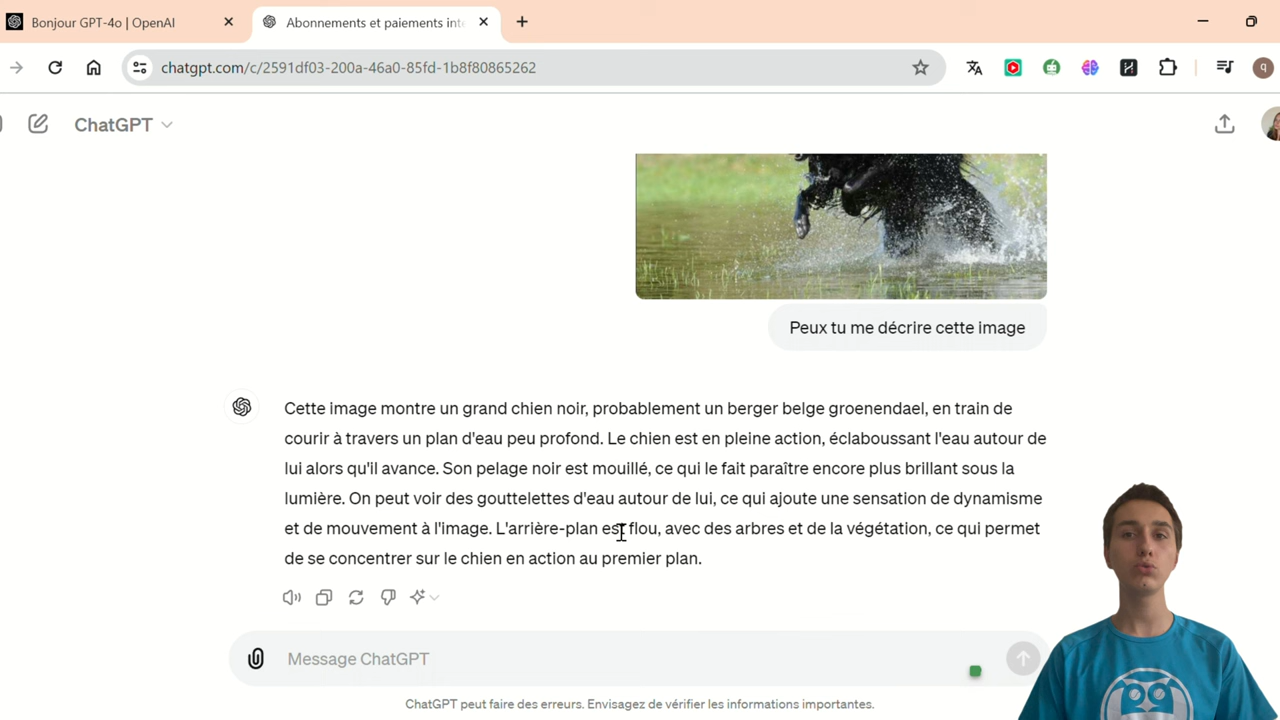 Bonjour GPT-4o | OpenAI
Abonnements et paiements inte
chatgpt.com/c/2591df03-200a-46a0-85fd-1b8f80865262
q
ChatGPT
Peux tu me décrire cette image
Cette image montre un grand chien noir, probablement un berger belge groenendael, en train de
courir à travers un plan d'eau peu profond. Le chien est en pleine action, éclaboussant l'eau autour de
lui alors qu'il avance. Son pelage noir est mouillé, ce qui le fait paraître encore plus brillant sous la
lumière. On peut voir des gouttelettes d'eau autour de lui, ce qui ajoute une sensation de dynamisme
et de mouvement à l'image. L'arrière-plan est flou, avec des arbres et de la végétation, ce qui permet
de se concentrer sur le chien en action au premier plan.
Message ChatGPT
ChatGPT peut faire des erreurs. Envisagez de vérifier les informations importantes.